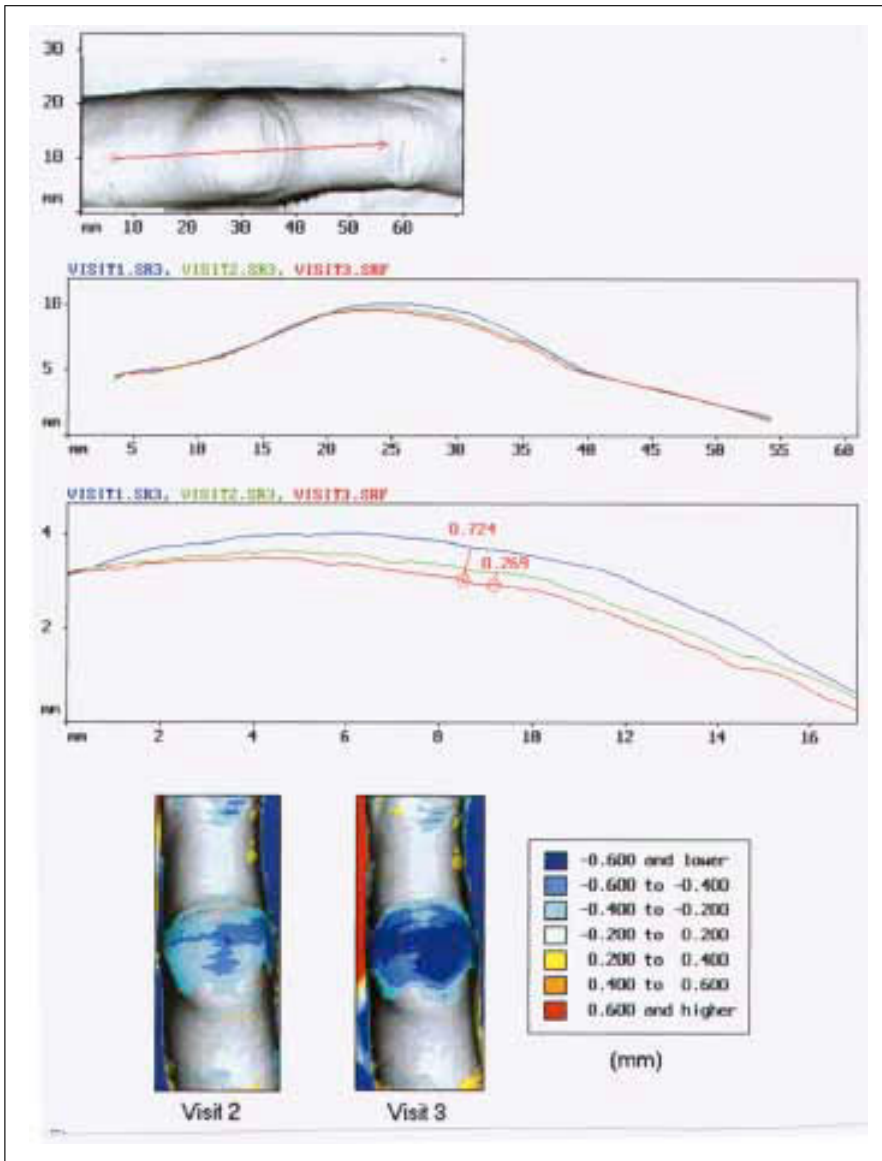 30
20
10
mm
mm 10 20 30 40 50 60
VISIT1.SR3, VISIT2.SR3, VISIT3.SRF
10
5
mm
mm 5 10 15 20 25 30 35 40 45 50 55 60
VISIT1.SR3, VISIT2.SR3, VISIT3.SRF
4
0.724
0.269
2
mm
mm 2 4 6 8 10 12 14 16
-0.600 and lower
-0.600 to -0.400
-0.400 to -0.200
-0.200 to 0.200
0.200 to 0.400
0.400 to 0.600
0.600 and higher
(mm)
Visit 2 Visit 3